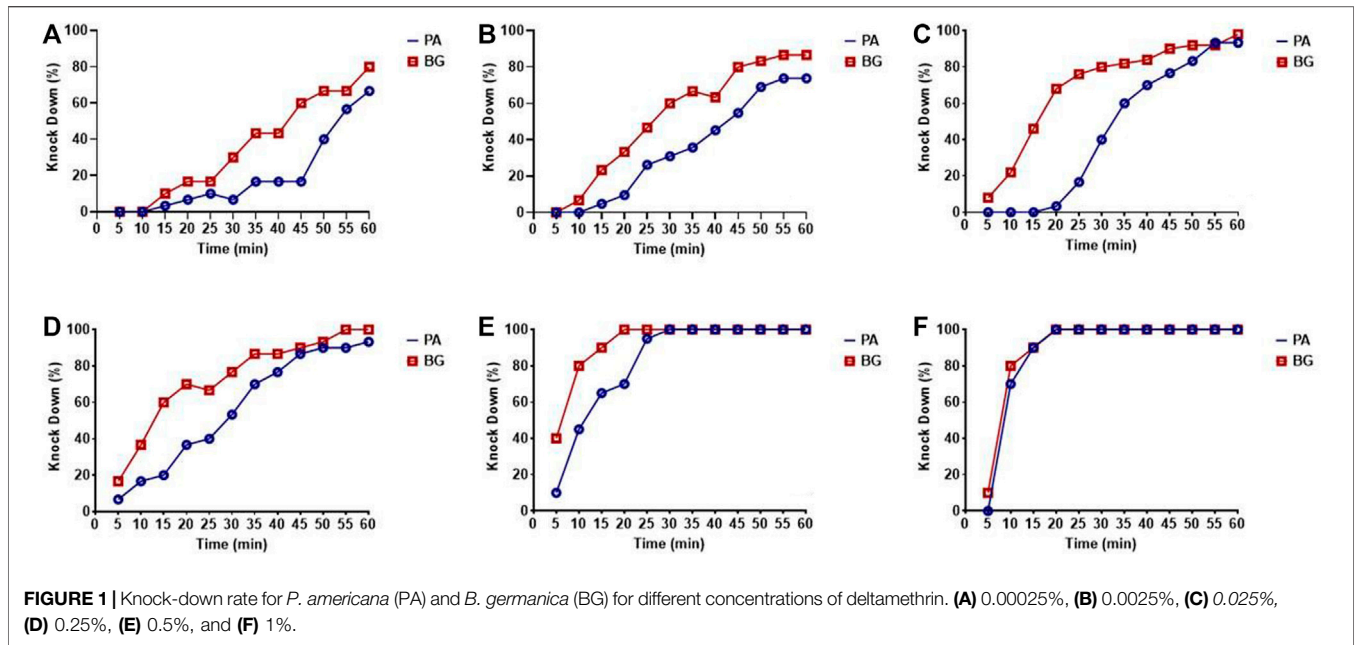 A
100
80
60
40
20
0
Knock Down (%)
0 5 10 15 20 25 30 35 40 45 50 55 60
Time (min)
PA
BG
B
100
80
60
40
20
0
Knock Down (%)
0 5 10 15 20 25 30 35 40 45 50 55 60
Time (min)
PA
BG
C
100
80
60
40
20
0
Knock Down (%)
0 5 10 15 20 25 30 35 40 45 50 55 60
Time (min)
PA
BG
D
100
80
60
40
20
0
Knock Down (%)
0 5 10 15 20 25 30 35 40 45 50 55 60
Time (min)
PA
BG
E
100
80
60
40
20
0
Knock Down (%)
0 5 10 15 20 25 30 35 40 45 50 55 60
Time (min)
PA
BG
F
100
80
60
40
20
0
Knock Down (%)
0 5 10 15 20 25 30 35 40 45 50 55 60
Time (min)
PA
BG
FIGURE 1 | Knock-down rate for P. americana (PA) and B. germanica (BG) for different concentrations of deltamethrin. (A) 0.00025%, (B) 0.0025%, (C) 0.025%,
(D) 0.25%, (E) 0.5%, and (F) 1%.